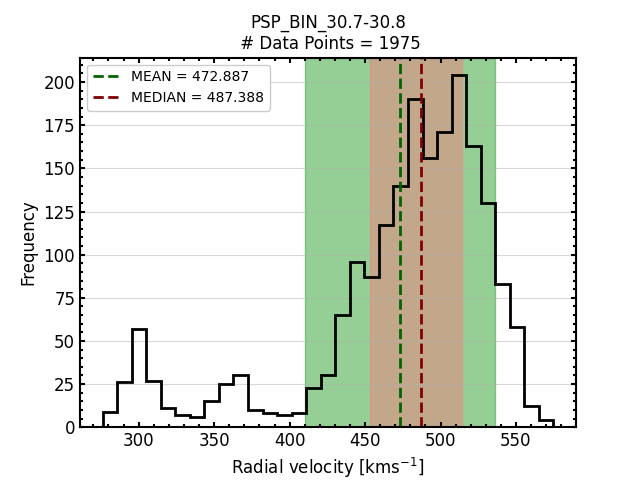 PSP_BIN_30.7-30.8
# Data Points = 1975
MEAN = 472.887
MEDIAN = 487.388
200
175
150
125
100
75
50
25
0
Frequency
300 350 400 450 500 550
Radial velocity [kms⁻¹]